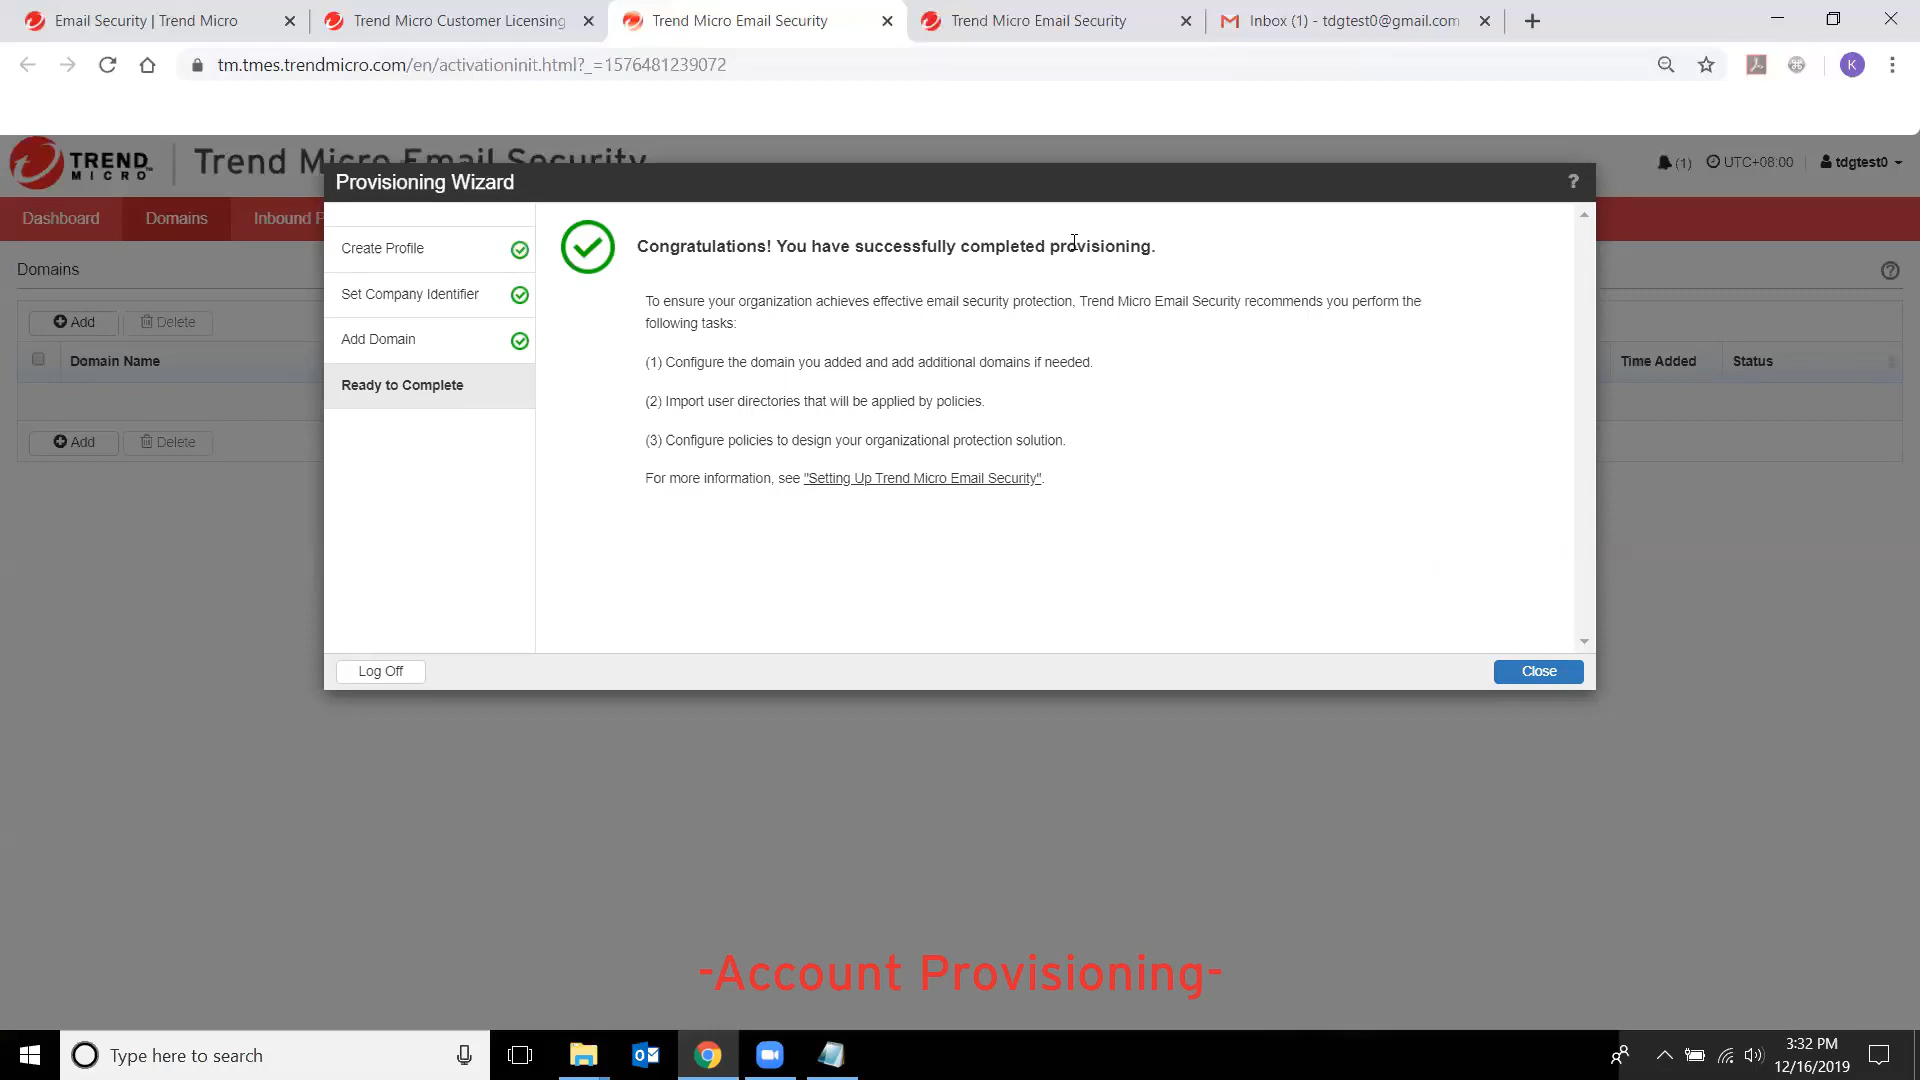 Email Security | Trend Micro
Trend Micro Customer Licensing
Trend Micro Email Security
Trend Micro Email Security
Inbox (1) - tdgtest0@gmail.com
tm.tmes.trendmicro.com/en/activationinit.html?_=1576481239072
K
TREND MICRO
Trend Micro Email Security
(1)
UTC+08:00
tdgtest0
Dashboard
Domains
Inbound P
Provisioning Wizard
?
Create Profile
Set Company Identifier
Add Domain
Ready to Complete
Congratulations! You have successfully completed provisioning.
To ensure your organization achieves effective email security protection, Trend Micro Email Security recommends you perform the
following tasks:
(1) Configure the domain you added and add additional domains if needed.
(2) Import user directories that will be applied by policies.
(3) Configure policies to design your organizational protection solution.
For more information, see "Setting Up Trend Micro Email Security".
Log Off
Close
Domains
?
Add
Delete
Domain Name
Time Added
Status
Add
Delete
-Account Provisioning-
Type here to search
3:32 PM
12/16/2019